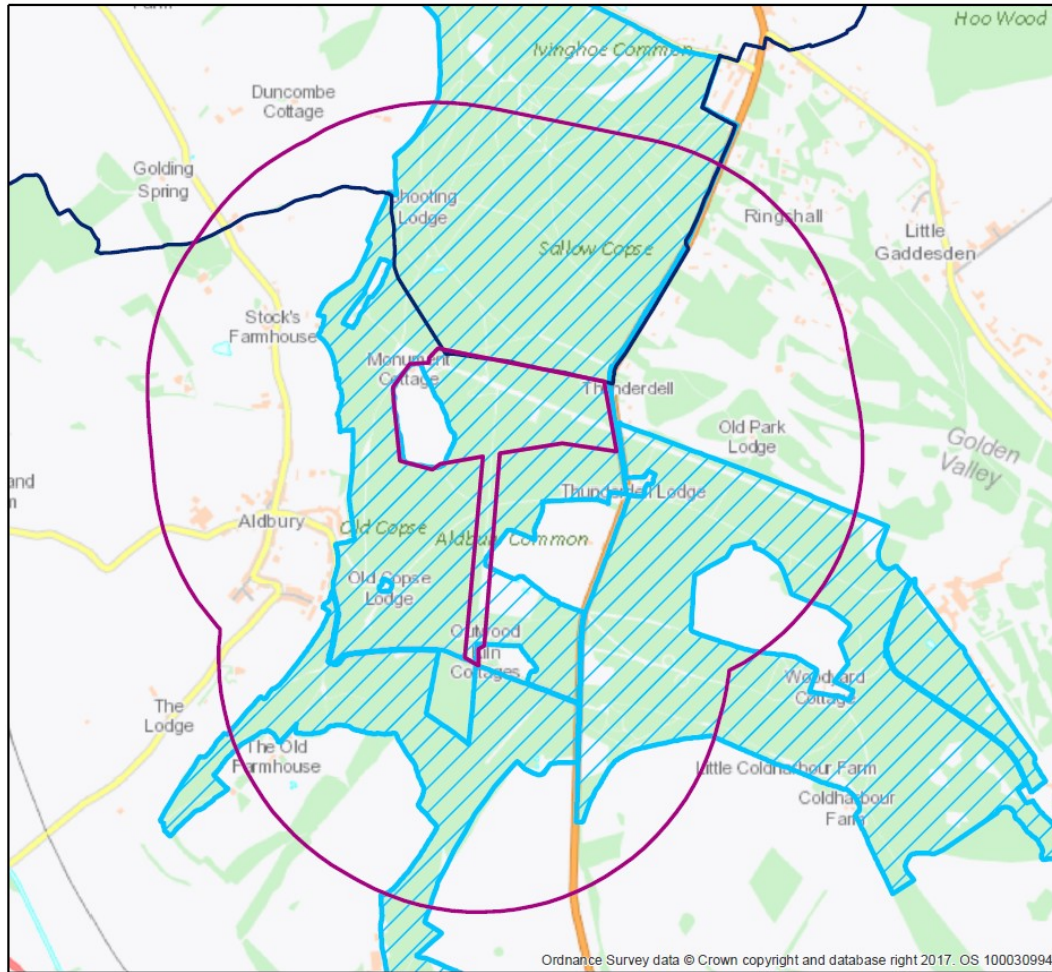 Farm
Hoo Wood
Ivinghoe Common
Duncombe
Cottage
Golding
Spring
Shooting
Lodge
Ringshall
Little
Gaddesden
Sallow Copse
Stock's
Farmhouse
Monument
Cottage
Thunderdell
Old Park
Lodge
Golden
Valley
Thunderdell Lodge
Aldbury
Old Copse
Aldbury Common
Old Copse
Lodge
Outwood
Kiln
Cottages
Woodyard
Cottage
The
Lodge
The Old
Farmhouse
Little Coldharbour Farm
Coldharbour
Farm
Ordnance Survey data © Crown copyright and database right 2017. OS 100030994